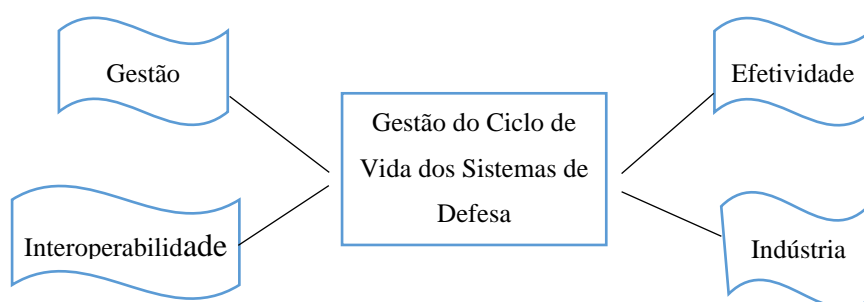 Gestão
Efetividade
Gestão do Ciclo de
Vida dos Sistemas de
Defesa
Interoperabilidade
Indústria